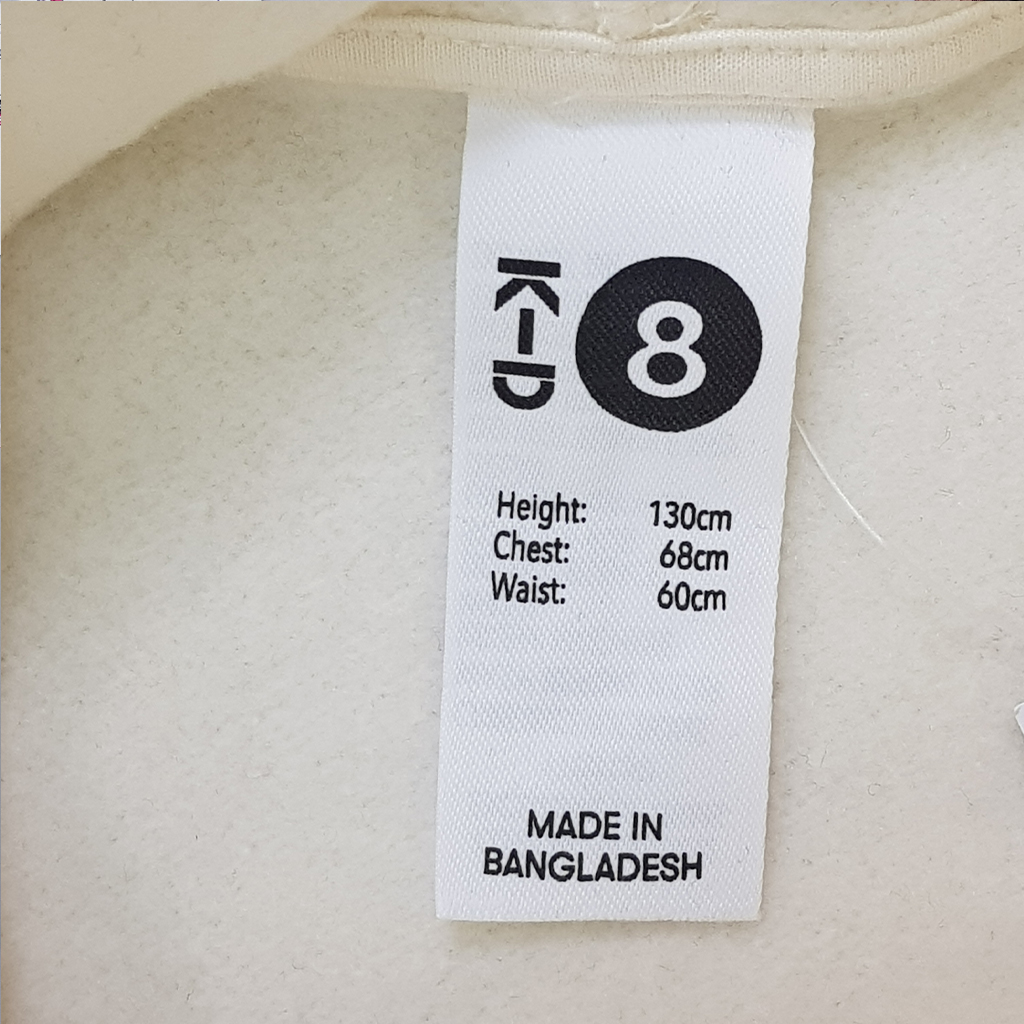 K-D
8
Height: 130cm
Chest: 68cm
Waist: 60cm
MADE IN
BANGLADESH